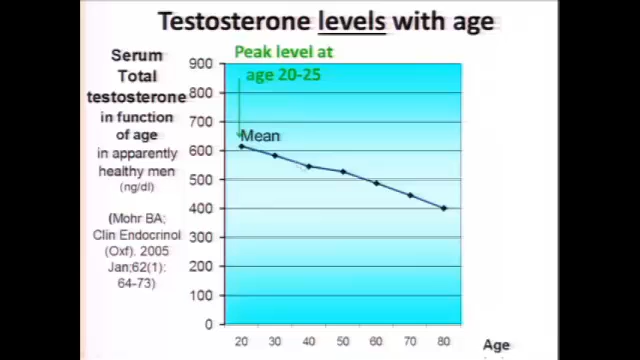 Testosterone levels with age
Serum
Total
testosterone
in function
of age
in apparently
healthy men
(ng/dl)
(Mohr BA;
Clin Endocrinol
(Oxf). 2005
Jan;62(1):
64-73)
Peak level at
age 20-25
Mean
900
800
700
600
500
400
300
200
100
0
20 30 40 50 60 70 80
Age